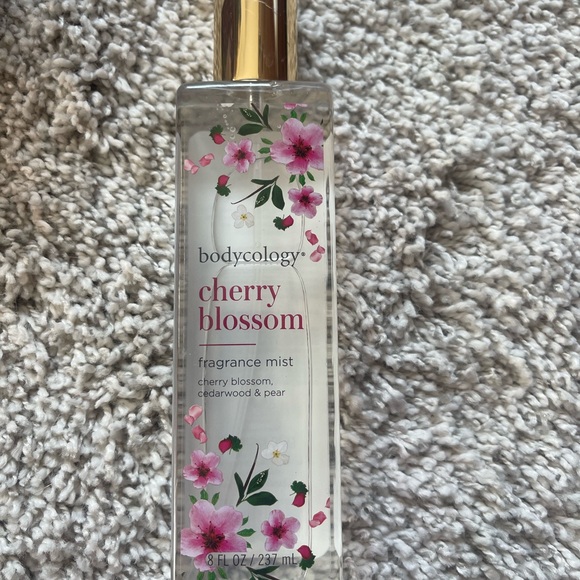 bodycology®
cherry
blossom
fragrance mist
cherry blossom,
cedarwood & pear
8 FL OZ / 237 mL